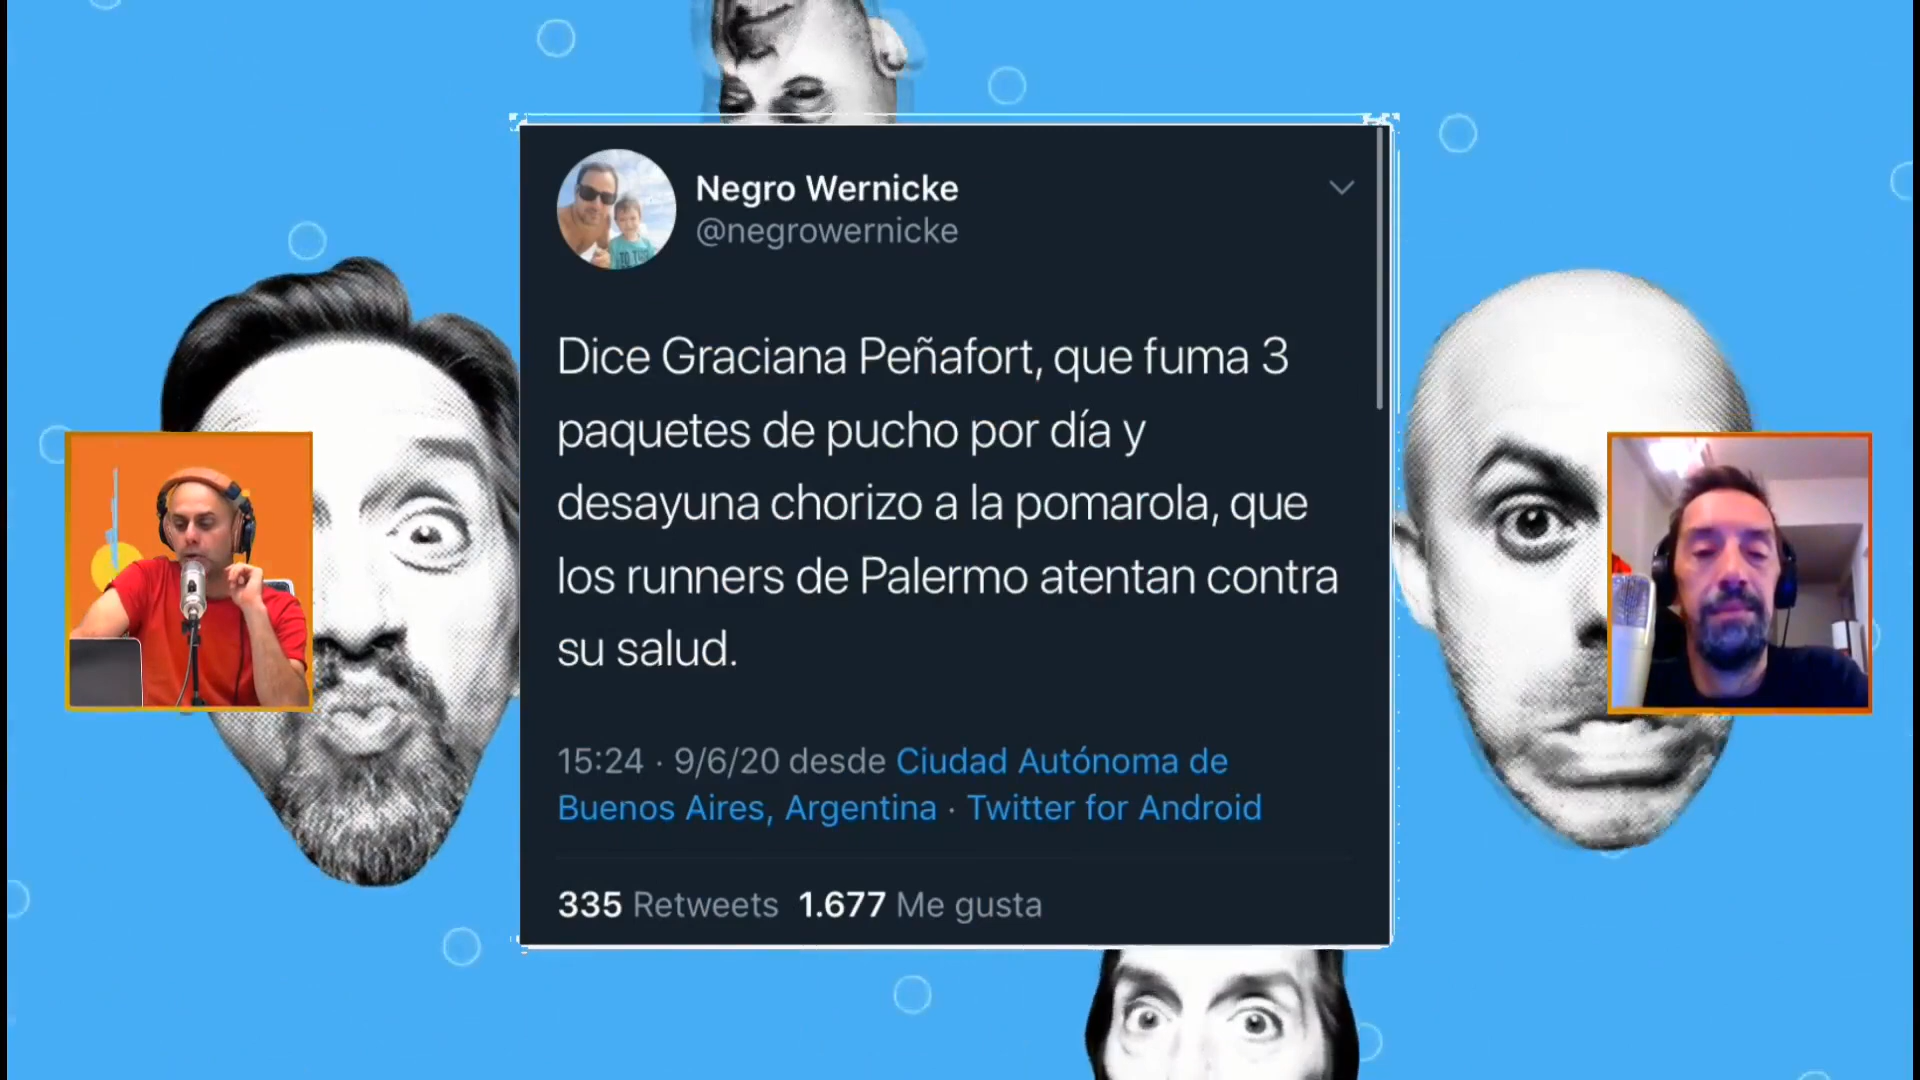 Negro Wernicke
@negrowernicke
Dice Graciana Peñafort, que fuma 3
paquetes de pucho por día y
desayuna chorizo a la pomarola, que
los runners de Palermo atentan contra
su salud.
15:24 · 9/6/20 desde Ciudad Autónoma de
Buenos Aires, Argentina · Twitter for Android
335 Retweets 1.677 Me gusta